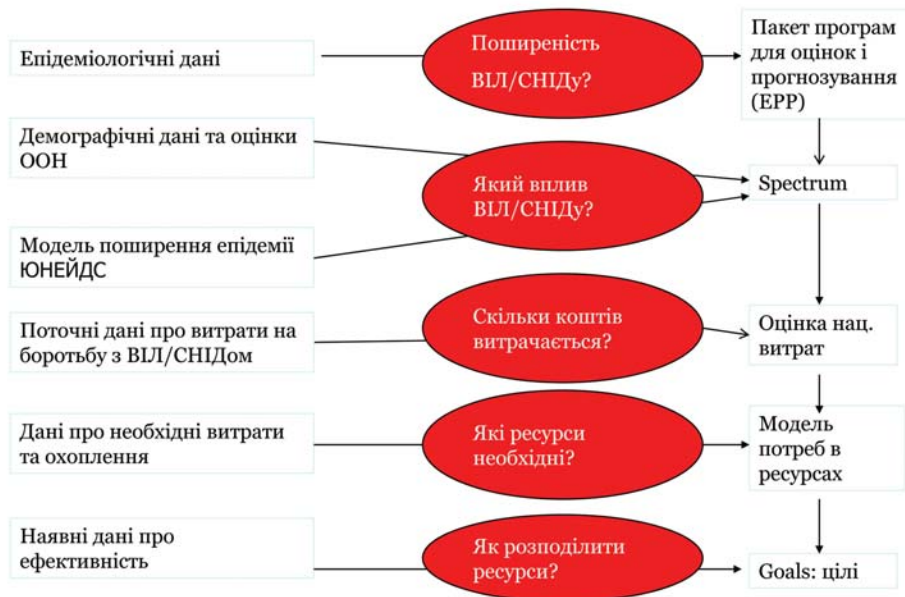 Епідеміологічні дані
Поширеність
ВІЛ/СНІДу?
Пакет програм
для оцінок і
прогнозування
(EPP)
Демографічні дані та оцінки
ООН
Який вплив
ВІЛ/СНІДу?
Spectrum
Модель поширення епідемії
ЮНЕЙДС
Поточні дані про витрати на
боротьбу з ВІЛ/СНІДом
Скільки коштів
витрачається?
Оцінка нац.
витрат
Дані про необхідні витрати
та охоплення
Які ресурси
необхідні?
Модель
потреб в
ресурсах
Наявні дані про
ефективність
Як розподілити
ресурси?
Goals: цілі